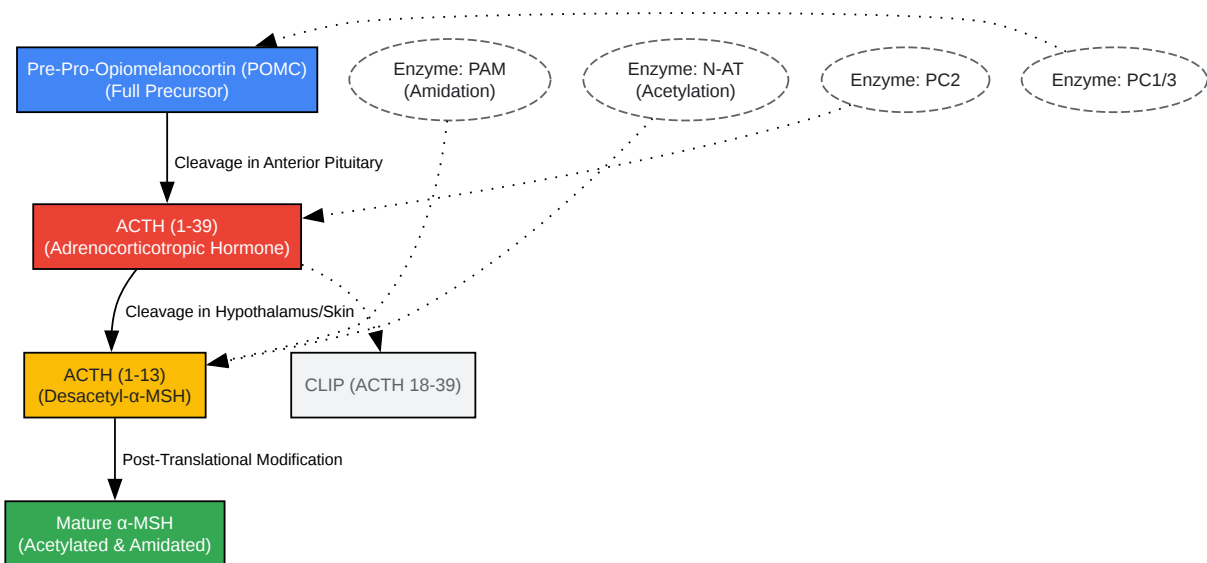 Pre-Pro-Opiomelanocortin (POMC)
(Full Precursor)
Enzyme: PAM
(Amidation)
Enzyme: N-AT
(Acetylation)
Enzyme: PC2
Enzyme: PC1/3
Cleavage in Anterior Pituitary
ACTH (1-39)
(Adrenocorticotropic Hormone)
Cleavage in Hypothalamus/Skin
ACTH (1-13)
(Desacetyl-α-MSH)
CLIP (ACTH 18-39)
Post-Translational Modification
Mature α-MSH
(Acetylated & Amidated)